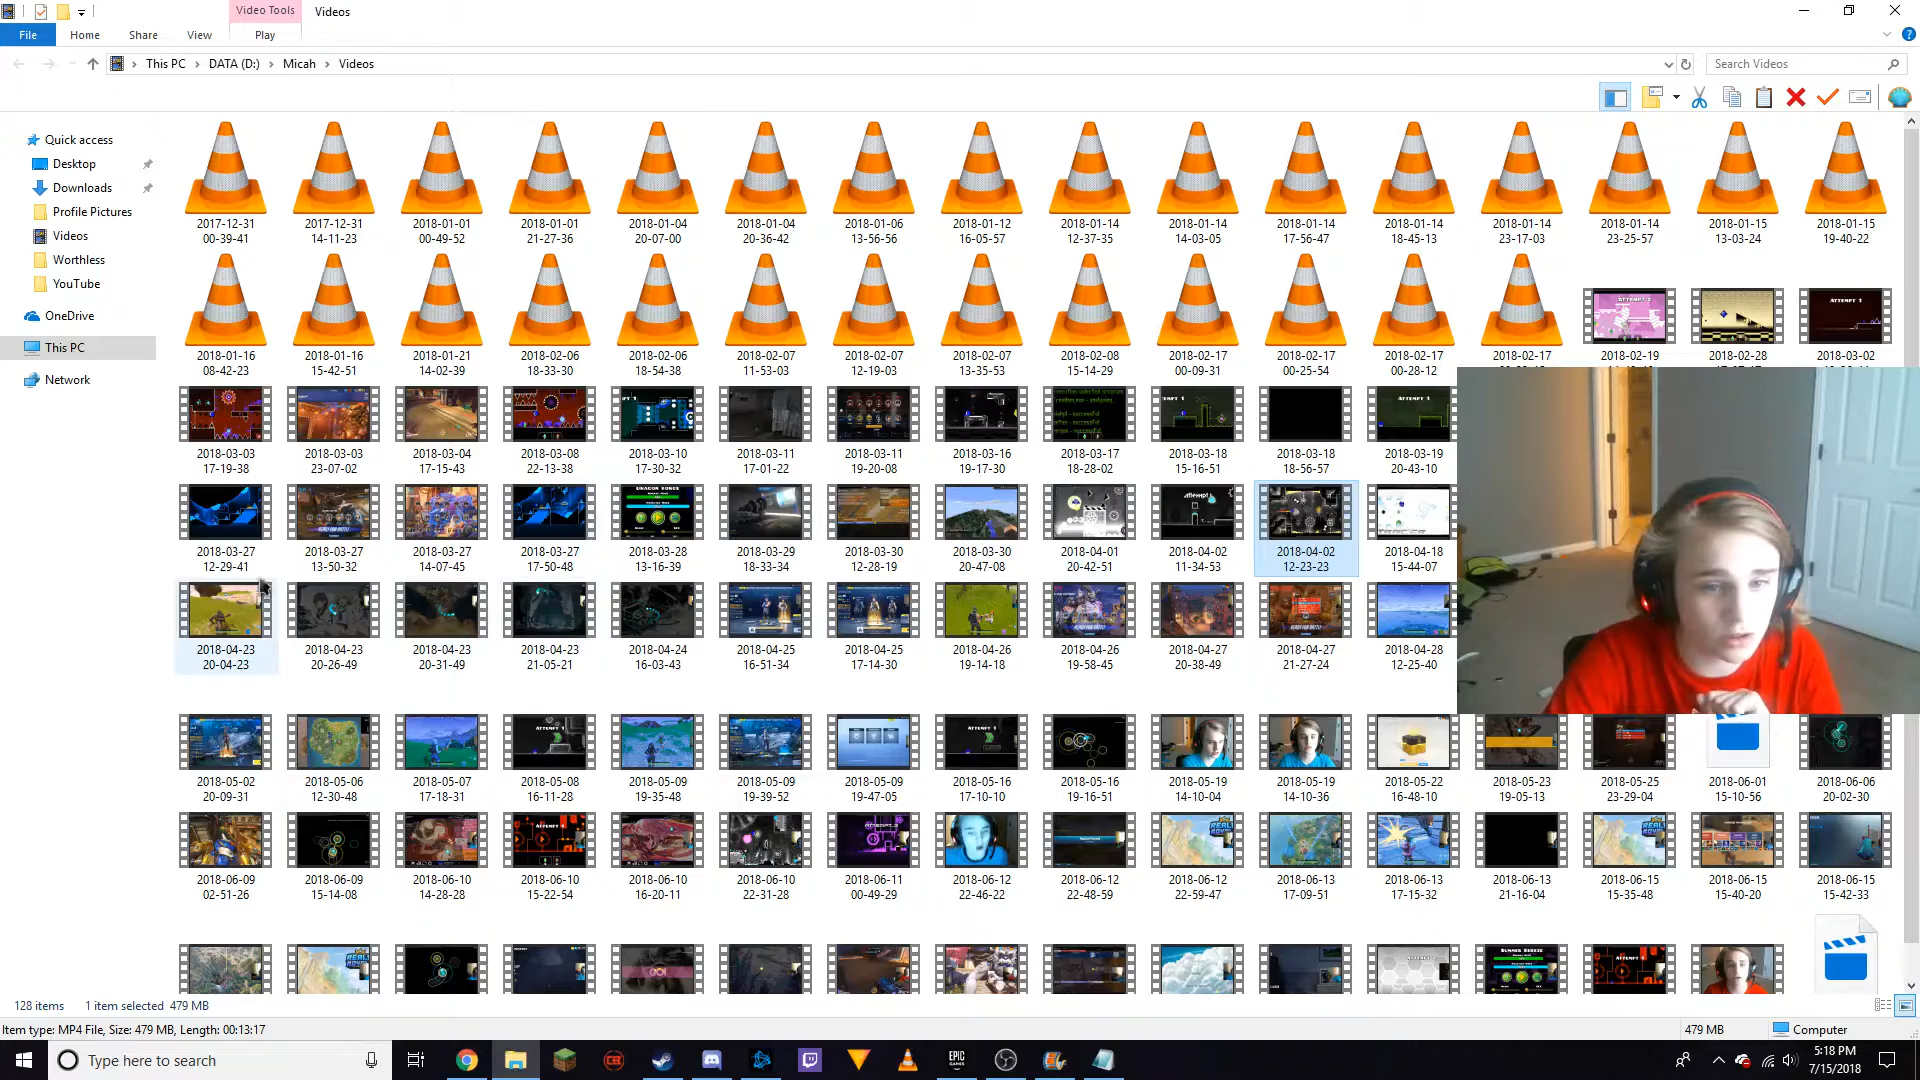 Video Tools Videos
File Home Share View Play
This PC DATA (D:) Micah Videos
Search Videos
Quick access
Desktop
Downloads
Profile Pictures
Videos
Worthless
YouTube
OneDrive
This PC
Network
2017-12-31 2017-12-31 2018-01-01 2018-01-01 2018-01-04 2018-01-04 2018-01-06 2018-01-12 2018-01-14 2018-01-14 2018-01-14 2018-01-14 2018-01-14 2018-01-14 2018-01-15 2018-01-15
00-39-41 14-11-23 00-49-52 21-27-36 20-07-00 20-36-42 13-56-56 16-05-57 12-37-35 14-03-05 17-56-47 18-45-13 23-17-03 23-25-57 13-03-24 19-40-22
2018-01-16 2018-01-16 2018-01-21 2018-02-06 2018-02-06 2018-02-07 2018-02-07 2018-02-07 2018-02-08 2018-02-17 2018-02-17 2018-02-17 2018-02-17 2018-02-19 2018-02-28 2018-03-02
08-42-23 15-42-51 14-02-39 18-33-30 18-54-38 11-53-03 12-19-03 13-35-53 15-14-29 00-09-31 00-25-54 00-28-12
2018-03-03 2018-03-03 2018-03-04 2018-03-08 2018-03-10 2018-03-11 2018-03-11 2018-03-16 2018-03-17 2018-03-18 2018-03-18 2018-03-19
17-19-38 23-07-02 17-15-43 22-13-38 17-30-32 17-01-22 19-20-08 19-17-30 18-28-02 15-16-51 18-56-57 20-43-10
2018-03-27 2018-03-27 2018-03-27 2018-03-27 2018-03-28 2018-03-29 2018-03-30 2018-03-30 2018-04-01 2018-04-02 2018-04-02 2018-04-18
12-29-41 13-50-32 14-07-45 17-50-48 13-16-39 18-33-34 12-28-19 20-47-08 20-42-51 11-34-53 12-23-23 15-44-07
2018-04-23 2018-04-23 2018-04-23 2018-04-23 2018-04-24 2018-04-25 2018-04-25 2018-04-26 2018-04-26 2018-04-27 2018-04-27 2018-04-28
20-04-23 20-26-49 20-31-49 21-05-21 16-03-43 16-51-34 17-14-30 19-14-18 19-58-45 20-38-49 21-27-24 12-25-40
2018-05-02 2018-05-06 2018-05-07 2018-05-08 2018-05-09 2018-05-09 2018-05-09 2018-05-16 2018-05-16 2018-05-19 2018-05-19 2018-05-22 2018-05-23 2018-05-25 2018-06-01 2018-06-06
20-09-31 12-30-48 17-18-31 16-11-28 19-35-48 19-39-52 19-47-05 17-10-10 19-16-51 14-10-04 14-10-36 16-48-10 19-05-13 23-29-04 15-10-56 20-02-30
2018-06-09 2018-06-09 2018-06-10 2018-06-10 2018-06-10 2018-06-10 2018-06-11 2018-06-12 2018-06-12 2018-06-12 2018-06-13 2018-06-13 2018-06-13 2018-06-15 2018-06-15 2018-06-15
02-51-26 15-14-08 14-28-28 15-22-54 16-20-11 22-31-28 00-49-29 22-46-22 22-48-59 22-59-47 17-09-51 17-15-32 21-16-04 15-35-48 15-40-20 15-42-33
128 items 1 item selected 479 MB
Item type: MP4 File, Size: 479 MB, Length: 00:13:17 479 MB Computer
Type here to search
EPIC GAMES
5:18 PM
7/15/2018